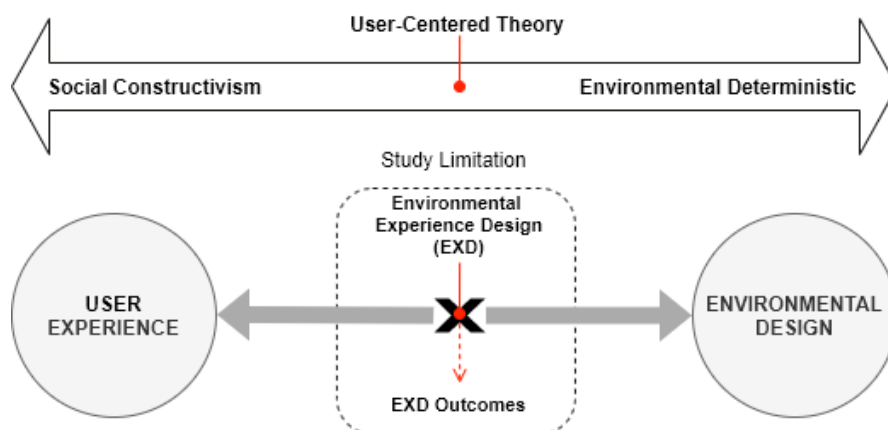 User-Centered Theory
Social Constructivism
Environmental Deterministic
Study Limitation
Environmental
Experience Design
(EXD)
USER
EXPERIENCE
ENVIRONMENTAL
DESIGN
EXD Outcomes